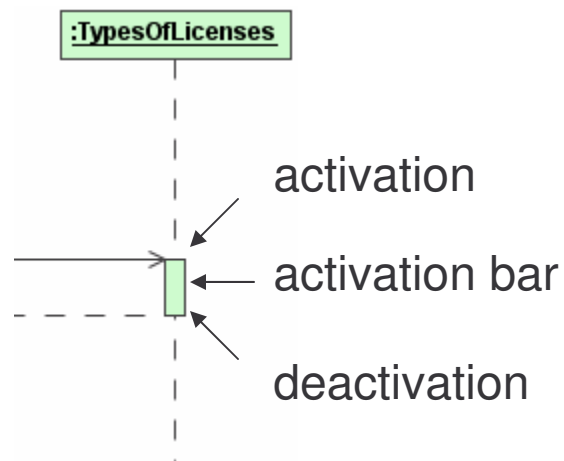 :TypesOfLicenses
activation
activation bar
deactivation